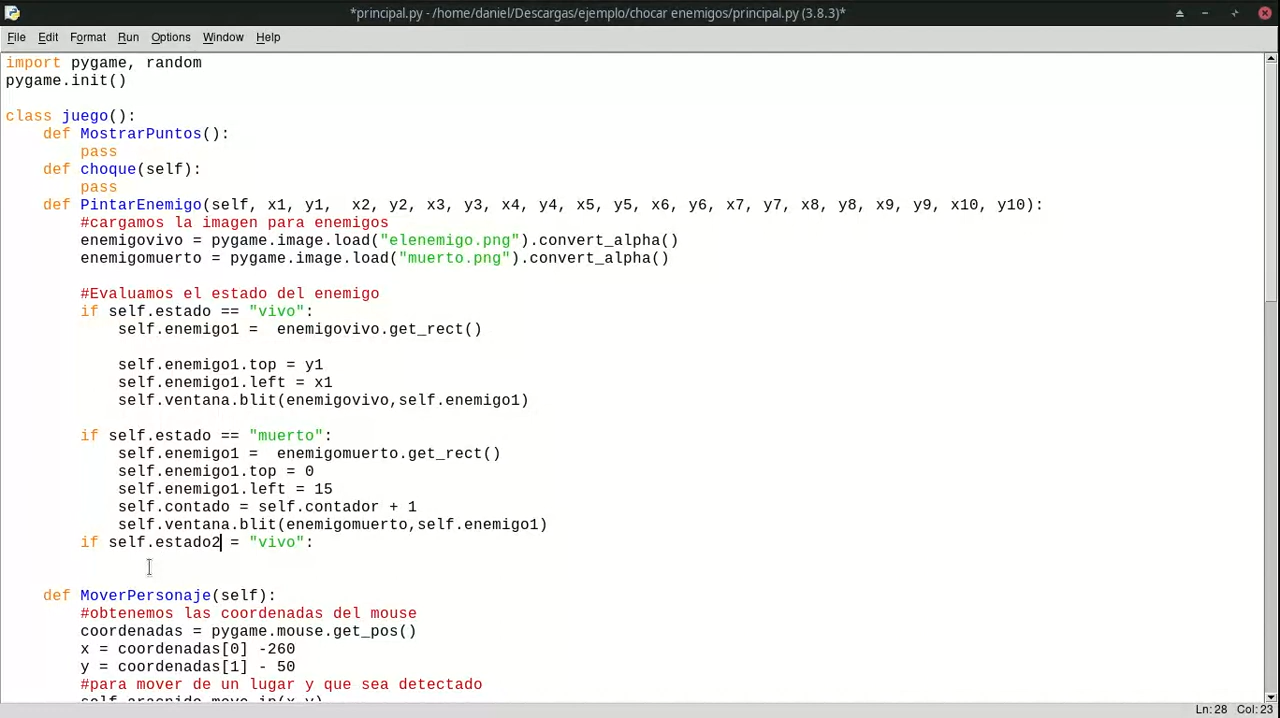 *principal.py - /home/daniel/Descargas/ejemplo/chocar enemigos/principal.py (3.8.3)*
File Edit Format Run Options Window Help
import pygame, random
pygame.init()
class juego():
    def MostrarPuntos():
        pass
    def choque(self):
        pass
    def PintarEnemigo(self, x1, y1,  x2, y2, x3, y3, x4, y4, x5, y5, x6, y6, x7, y7, x8, y8, x9, y9, x10, y10):
        #cargamos la imagen para enemigos
        enemigovivo = pygame.image.load("elenemigo.png").convert_alpha()
        enemigomuerto = pygame.image.load("muerto.png").convert_alpha()
        #Evaluamos el estado del enemigo
        if self.estado == "vivo":
            self.enemigo1 =  enemigovivo.get_rect()
            self.enemigo1.top = y1
            self.enemigo1.left = x1
            self.ventana.blit(enemigovivo,self.enemigo1)
        if self.estado == "muerto":
            self.enemigo1 =  enemigomuerto.get_rect()
            self.enemigo1.top = 0
            self.enemigo1.left = 15
            self.contado = self.contador + 1
            self.ventana.blit(enemigomuerto,self.enemigo1)
        if self.estado2 = "vivo":
    def MoverPersonaje(self):
        #obtenemos las coordenadas del mouse
        coordenadas = pygame.mouse.get_pos()
        x = coordenadas[0] -260
        y = coordenadas[1] - 50
        #para mover de un lugar y que sea detectado
        self.aracnido.move_ip(x,y)
Ln: 28 Col: 23